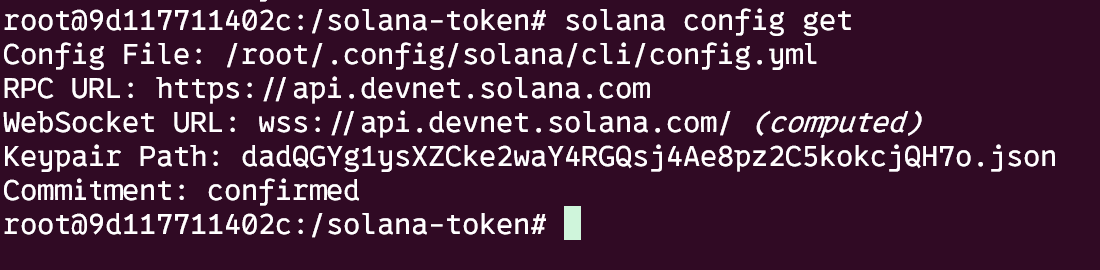 root@9d117711402c:/solana-token# solana config get
Config File: /root/.config/solana/cli/config.yml
RPC URL: https://api.devnet.solana.com
WebSocket URL: wss://api.devnet.solana.com/ (computed)
Keypair Path: dadQGYg1ysXZCke2waY4RGQsj4Ae8pz2C5kokcjQH7o.json
Commitment: confirmed
root@9d117711402c:/solana-token#